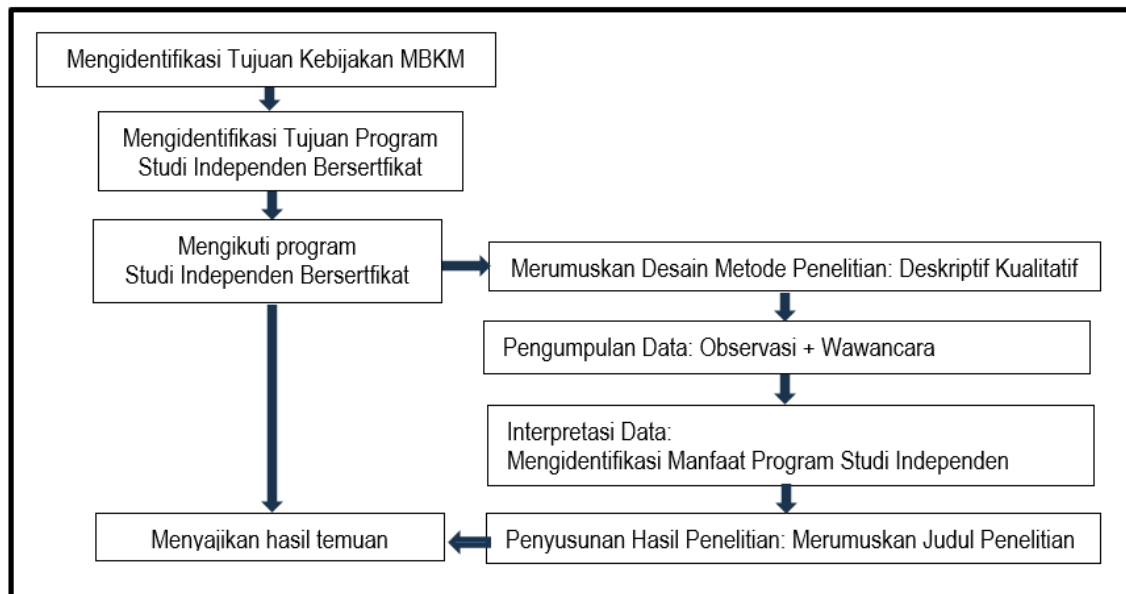 Mengidentifikasi Tujuan Kebijakan MBKM
Mengidentifikasi Tujuan Program
Studi Independen Bersertfikat
Mengikuti program
Studi Independen Bersertfikat
Merumuskan Desain Metode Penelitian: Deskriptif Kualitatif
Pengumpulan Data: Observasi + Wawancara
Interpretasi Data:
Mengidentifikasi Manfaat Program Studi Independen
Penyusunan Hasil Penelitian: Merumuskan Judul Penelitian
Menyajikan hasil temuan